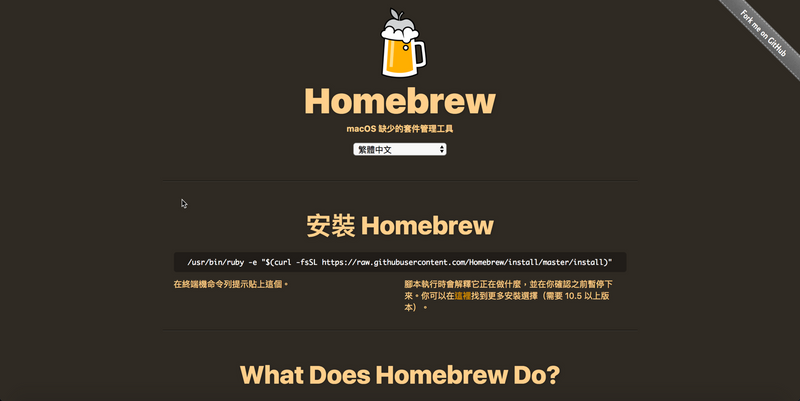 Fork me on GitHub
Homebrew
macOS 缺少的套件管理工具
繁體中文
安裝 Homebrew
/usr/bin/ruby -e "$(curl -fsSL https://raw.githubusercontent.com/Homebrew/install/master/install)"
在終端機命令列提示貼上這個。
腳本執行時會解釋它正在做什麼，並在你確認之前暫停下
來。你可以在這裡找到更多安裝選擇（需要 10.5 以上版
本）。
What Does Homebrew Do?